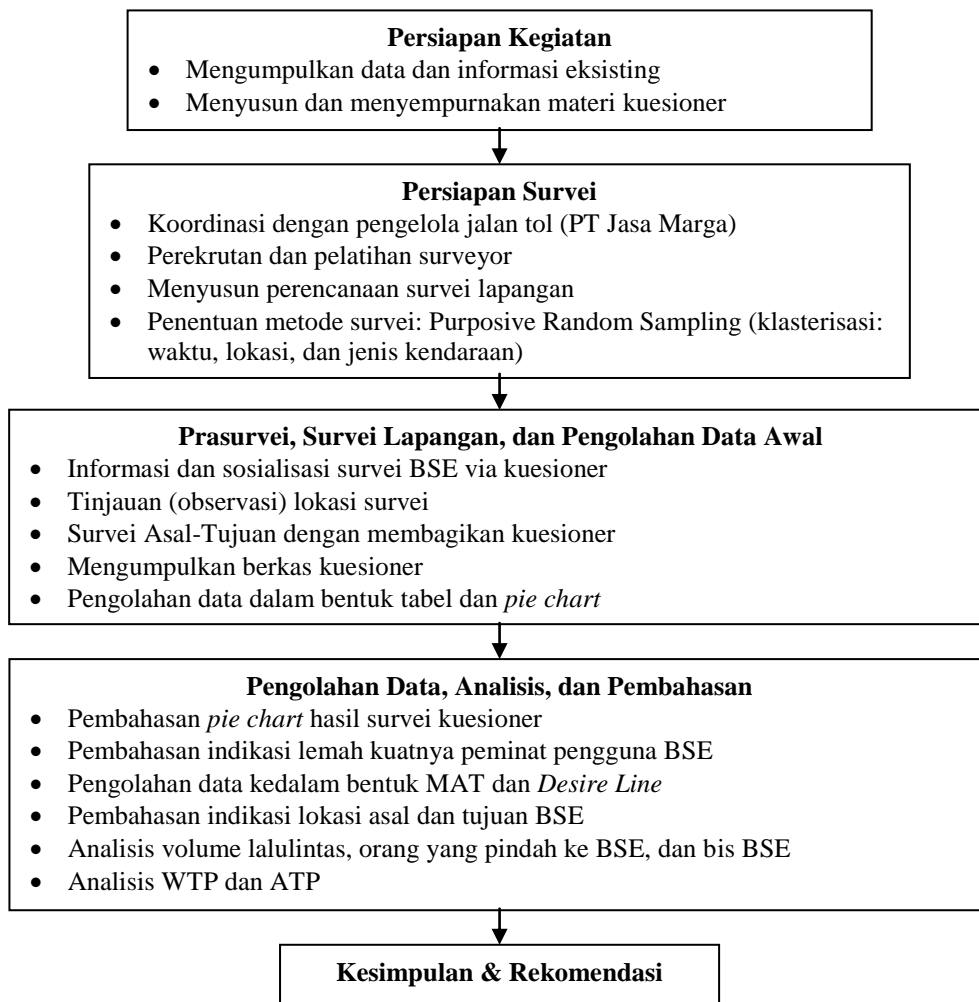 Persiapan Kegiatan
• Mengumpulkan data dan informasi eksisting
• Menyusun dan menyempurnakan materi kuesioner
Persiapan Survei
• Koordinasi dengan pengelola jalan tol (PT Jasa Marga)
• Perekrutan dan pelatihan surveyor
• Menyusun perencanaan survei lapangan
• Penentuan metode survei: Purposive Random Sampling (klasterisasi:
waktu, lokasi, dan jenis kendaraan)
Prasurvei, Survei Lapangan, dan Pengolahan Data Awal
• Informasi dan sosialisasi survei BSE via kuesioner
• Tinjauan (observasi) lokasi survei
• Survei Asal-Tujuan dengan membagikan kuesioner
• Mengumpulkan berkas kuesioner
• Pengolahan data dalam bentuk tabel dan pie chart
Pengolahan Data, Analisis, dan Pembahasan
• Pembahasan pie chart hasil survei kuesioner
• Pembahasan indikasi lemah kuatnya peminat pengguna BSE
• Pengolahan data kedalam bentuk MAT dan Desire Line
• Pembahasan indikasi lokasi asal dan tujuan BSE
• Analisis volume lalulintas, orang yang pindah ke BSE, dan bis BSE
• Analisis WTP dan ATP
Kesimpulan & Rekomendasi